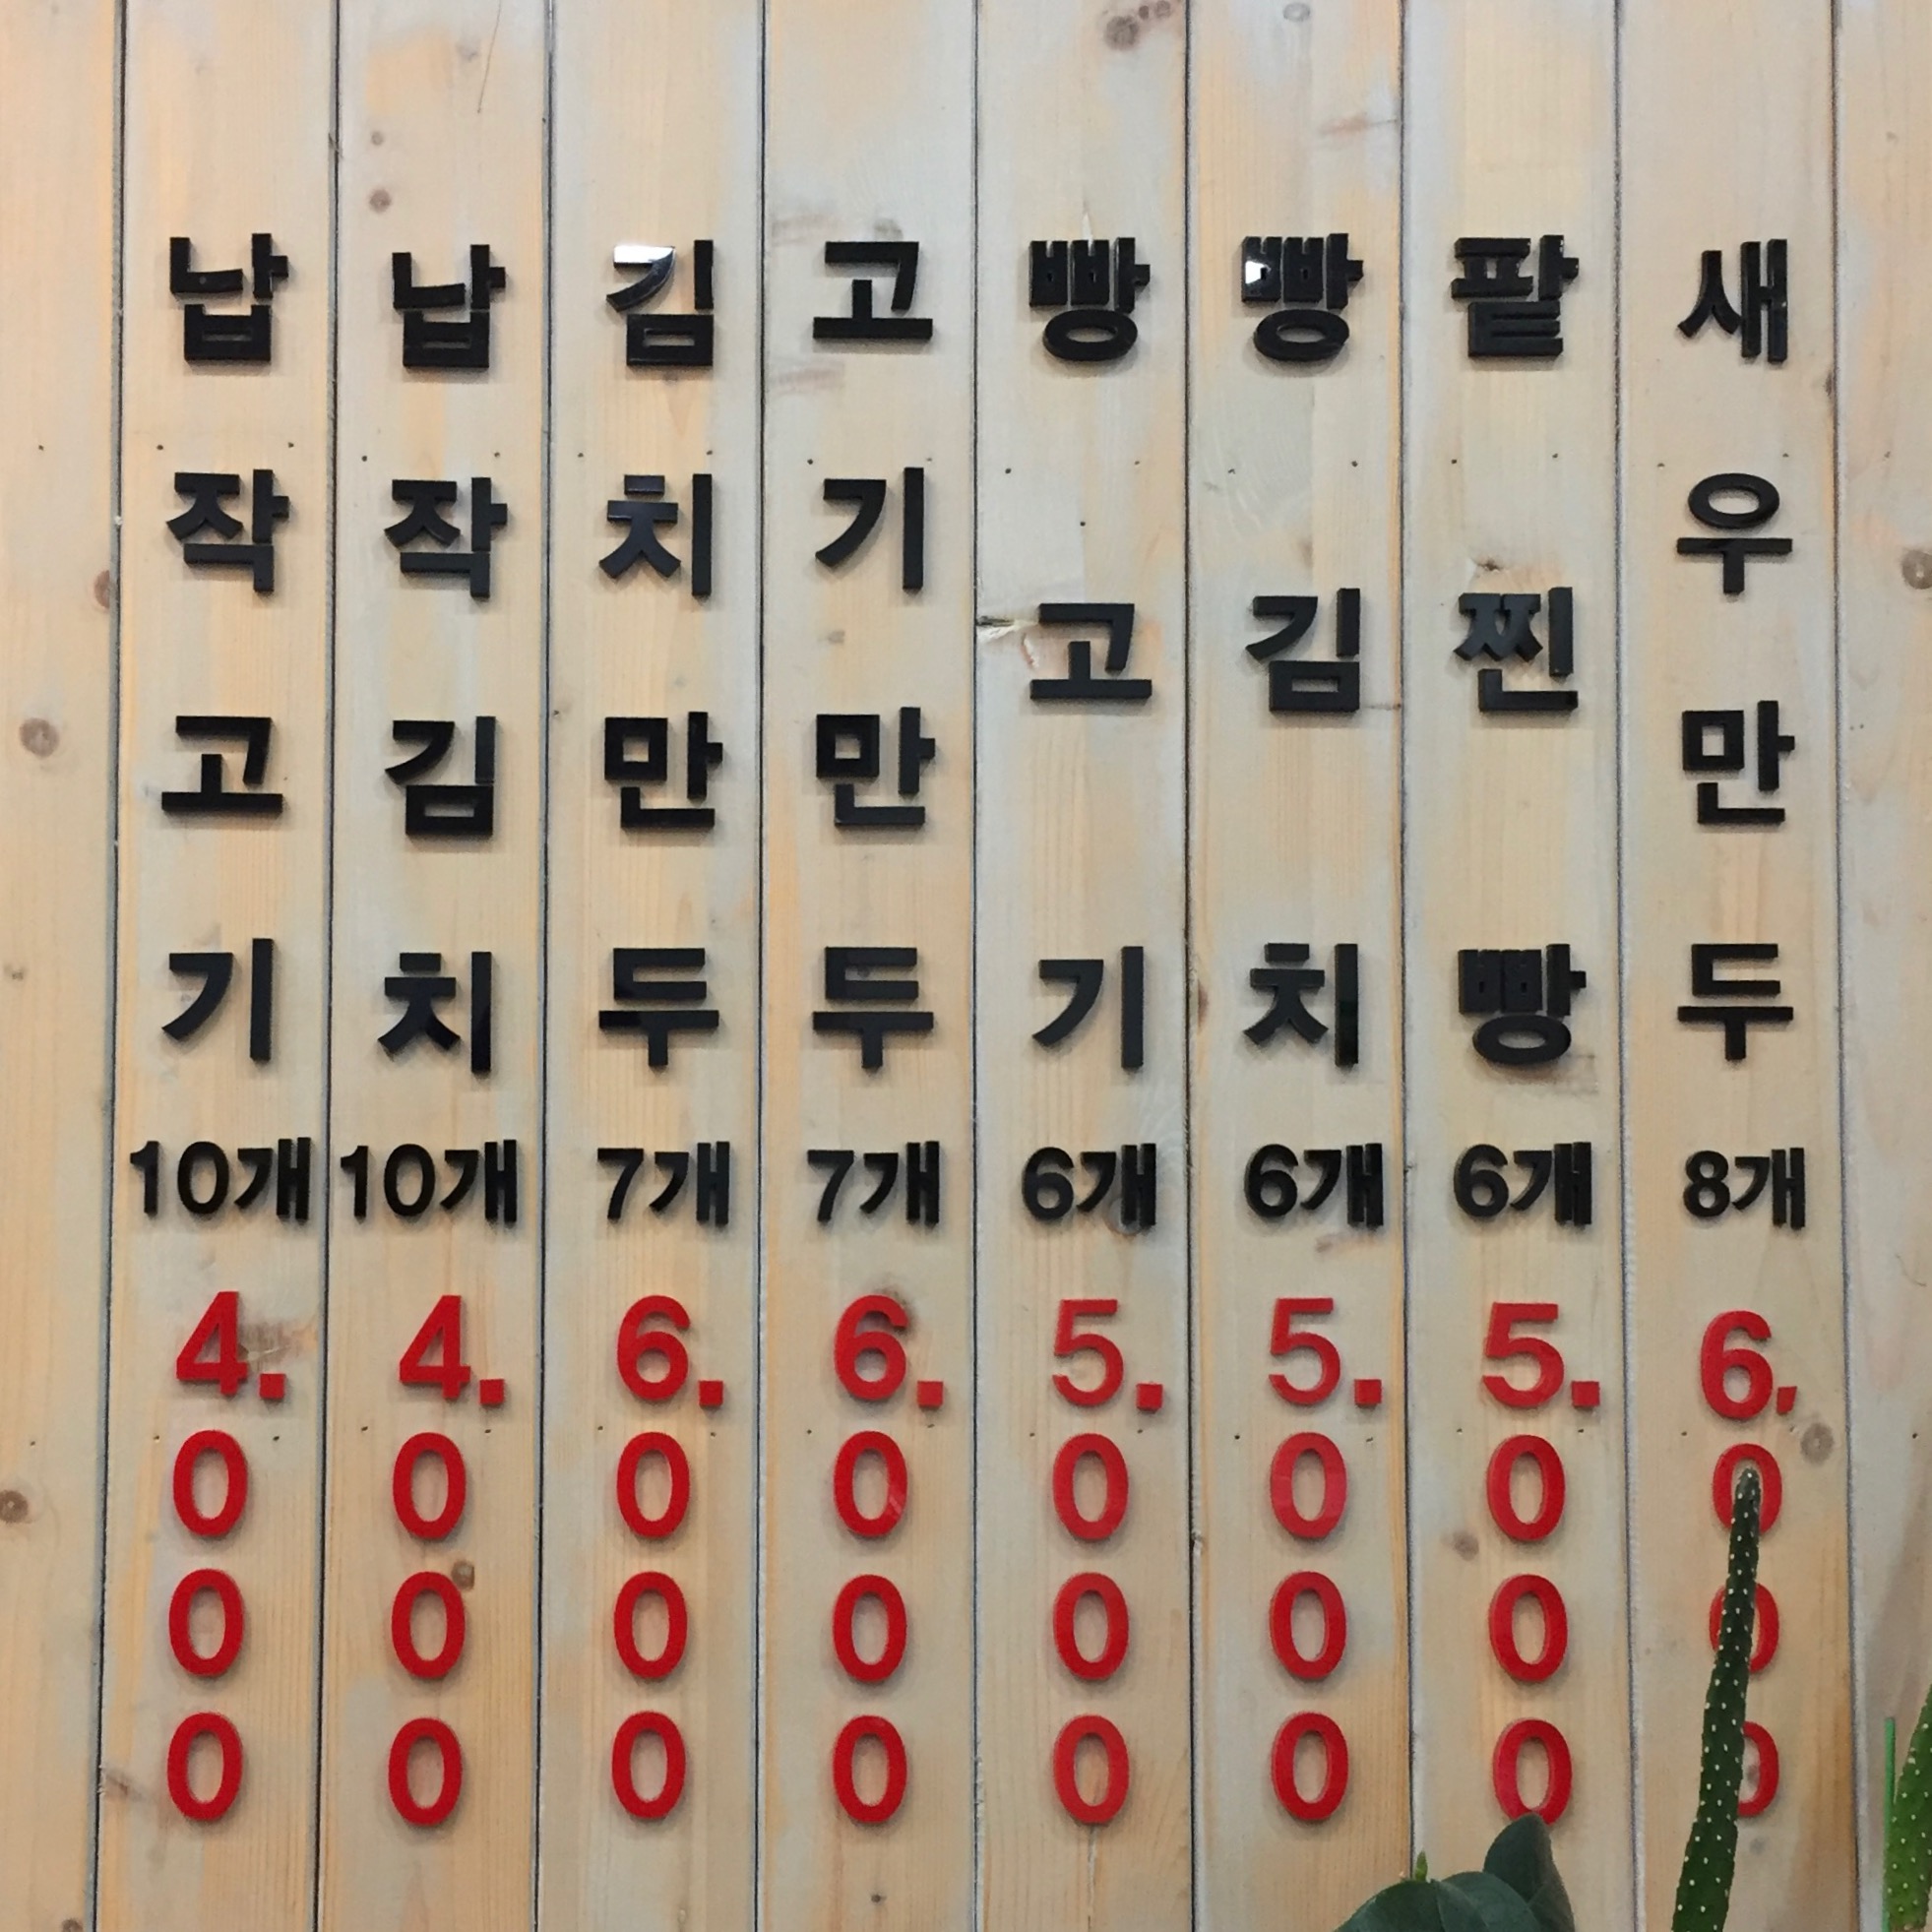 납작고기 10개 4.000
납작김치 10개 4.000
김치만두 7개 6.000
고기만두 7개 6.000
빵고기 6개 5.000
빵김치 6개 5.000
팥찐빵 6개 5.000
새우만두 8개 6,000